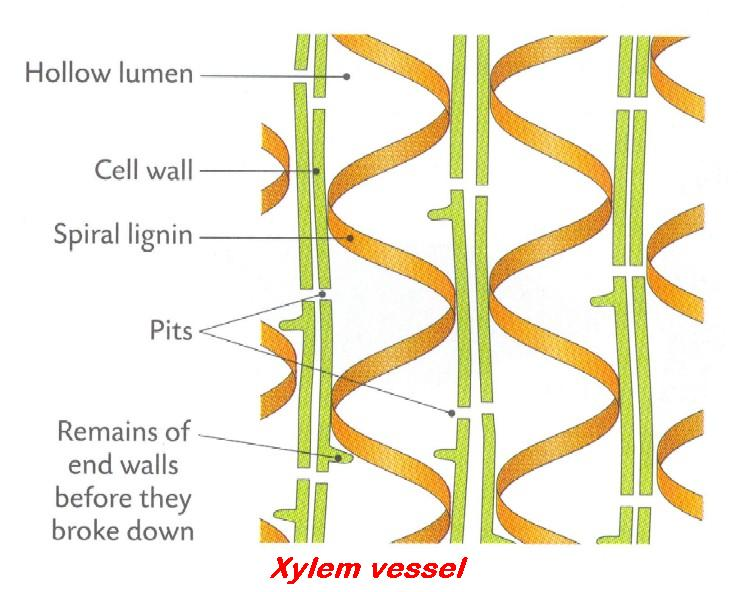 Hollow lumen
Cell wall
Spiral lignin
Pits
Remains of
end walls
before they
broke down
Xylem vessel